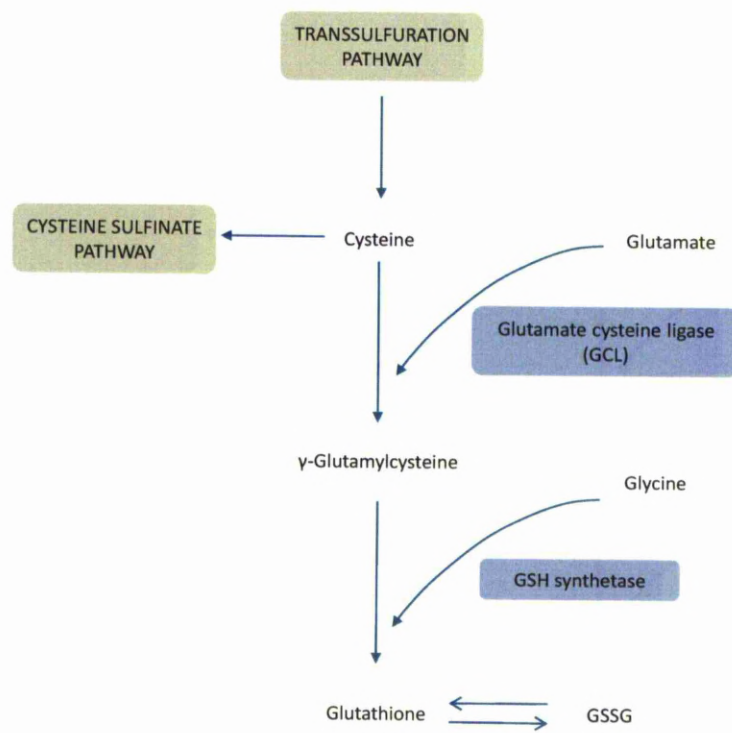 TRANSSULFURATION
PATHWAY
CYSTEINE SULFINATE
PATHWAY
Cysteine
Glutamate
Glutamate cysteine ligase
(GCL)
γ-Glutamylcysteine
Glycine
GSH synthetase
Glutathione
GSSG